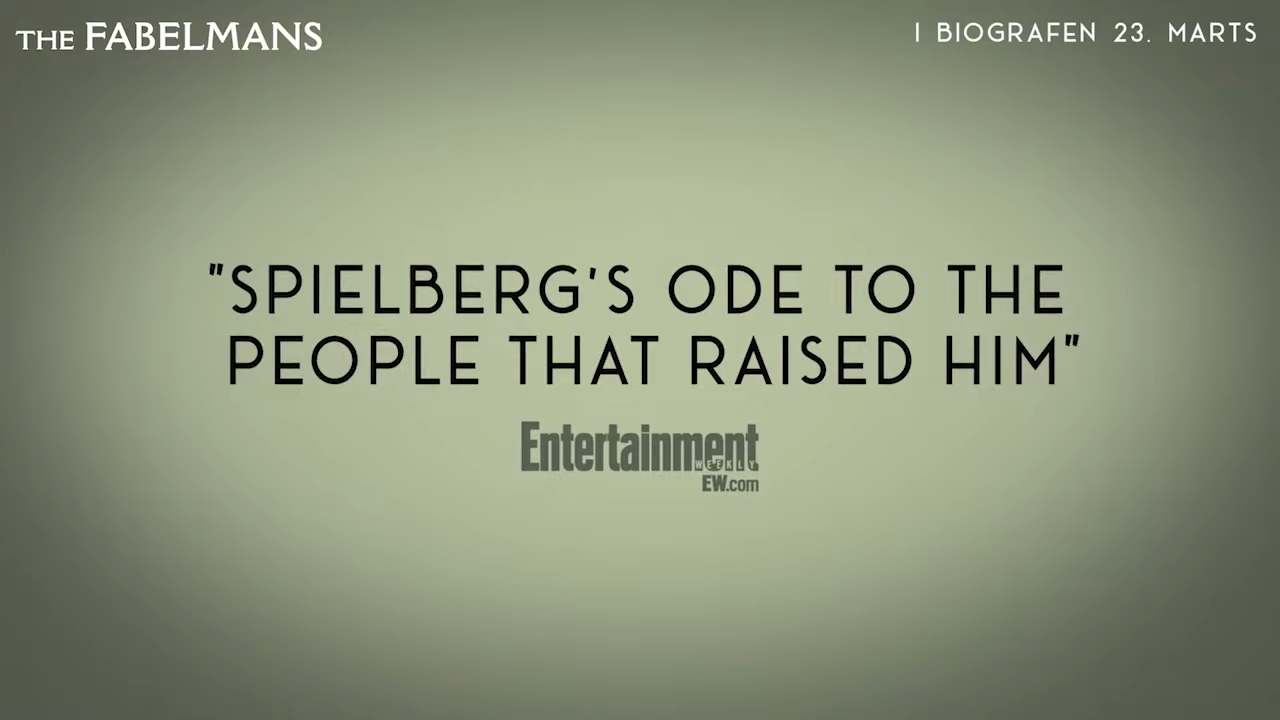 THE FABELMANS
I BIOGRAFEN 23. MARTS
"SPIELBERG'S ODE TO THE
PEOPLE THAT RAISED HIM"
Entertainment
WEEKLY
EW.com